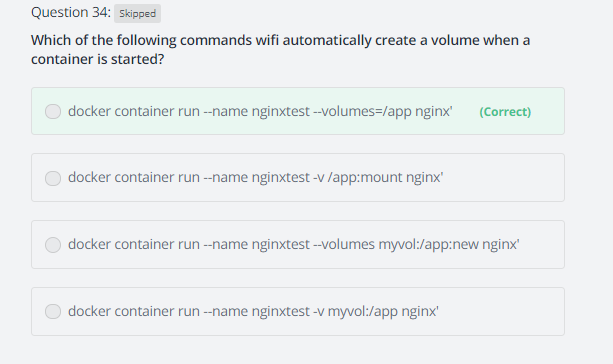 Question 34: Skipped
Which of the following commands wifi automatically create a volume when a
container is started?
docker container run --name nginxtest --volumes=/app nginx' (Correct)
docker container run --name nginxtest -v /app:mount nginx'
docker container run --name nginxtest --volumes myvol:/app:new nginx'
docker container run --name nginxtest -v myvol:/app nginx'